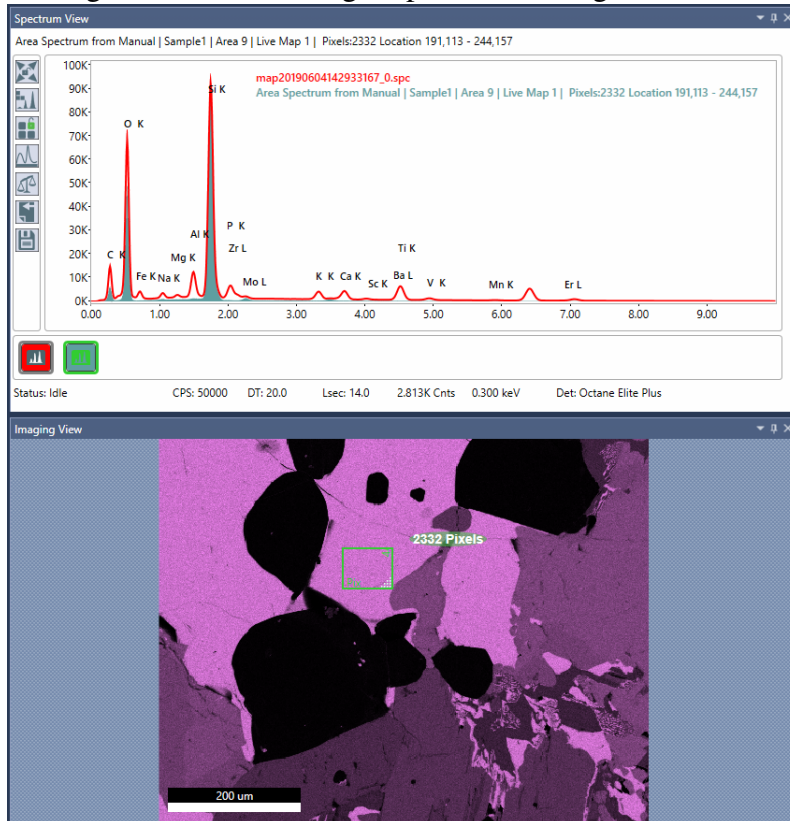 Spectrum View
Area Spectrum from Manual | Sample1 | Area 9 | Live Map 1 | Pixels:2332 Location 191,113 - 244,157
100K
90K
80K
70K
60K
50K
40K
30K
20K
10K
0K
map20190604142933167_0.spc
Area Spectrum from Manual | Sample1 | Area 9 | Live Map 1 | Pixels:2332 Location 191,113 - 244,157
Si K
O K
P K
Al K
Zr L
Ti K
C K
Mg K
Fe K Na K
Mo L
K K Ca K
Sc K
Ba L
V K
Mn K
Er L
0.00 1.00 2.00 3.00 4.00 5.00 6.00 7.00 8.00 9.00
Status: Idle CPS: 50000 DT: 20.0 Lsec: 14.0 2.813K Cnts 0.300 keV Det: Octane Elite Plus
Imaging View
2332 Pixels
200 um